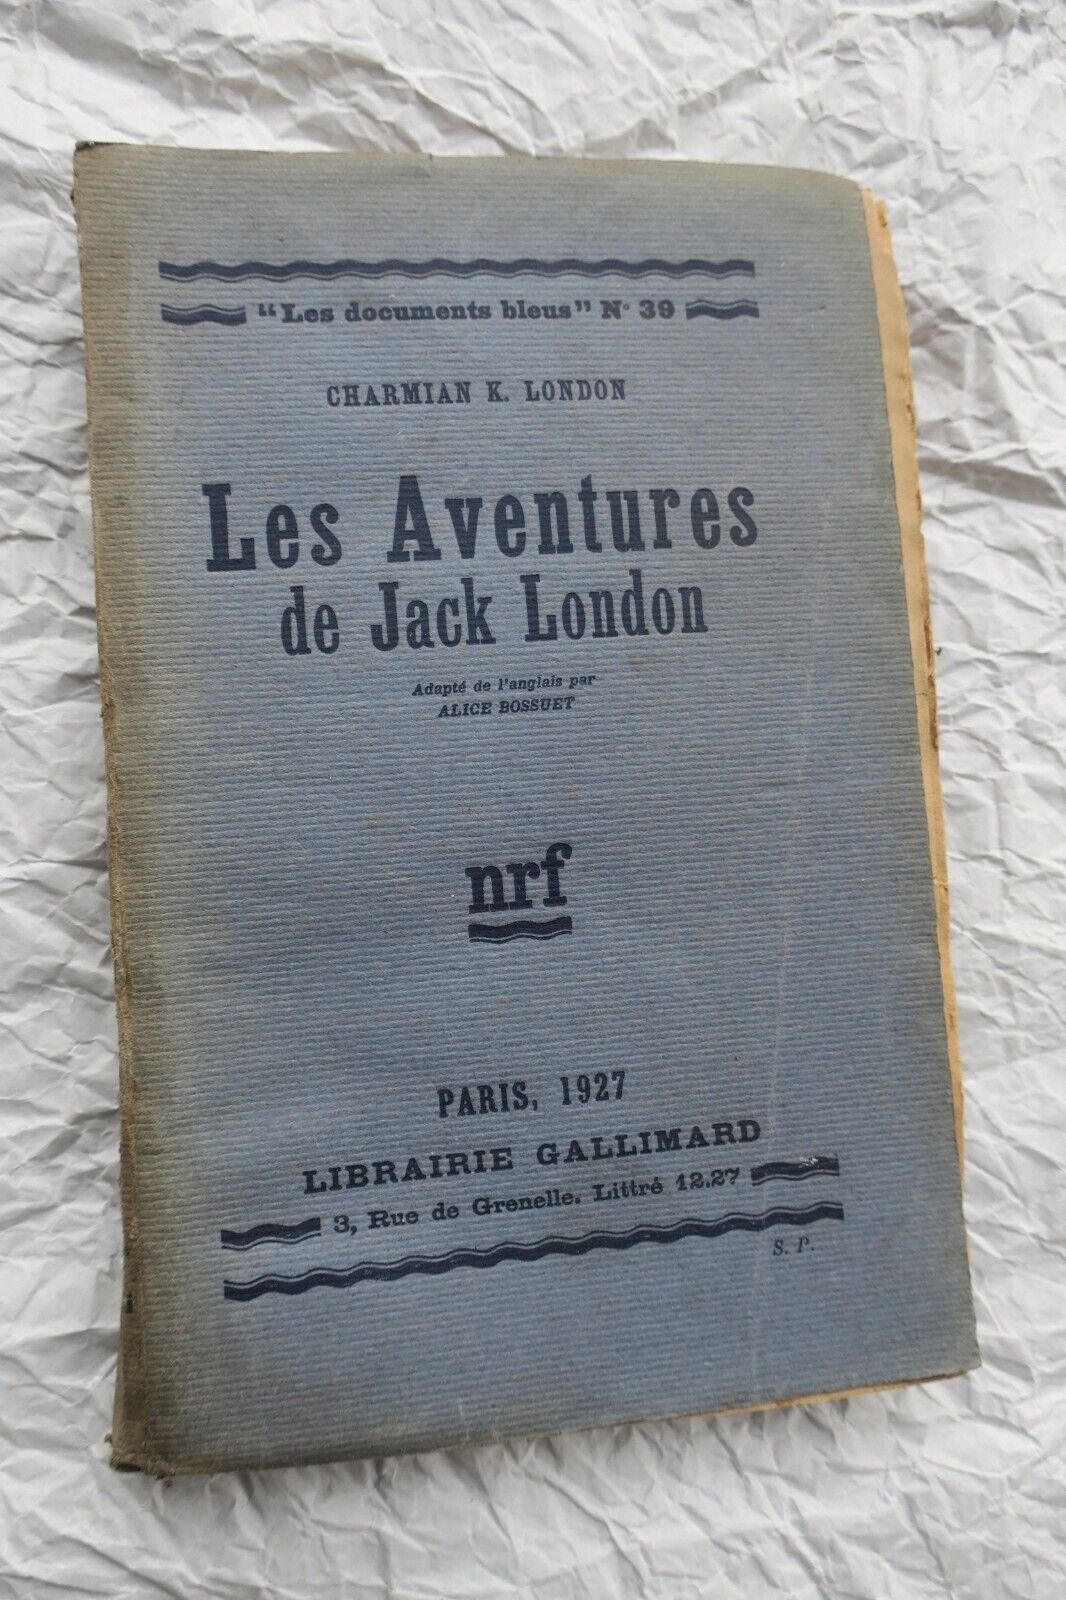 "Les documents bleus" N° 39
CHARMIAN K. LONDON
Les Aventures
de Jack London
Adapté de l'anglais par
ALICE BOSSUET
nrf
PARIS, 1927
LIBRAIRIE GALLIMARD
3, Rue de Grenelle. Littré 12.27
S. P.